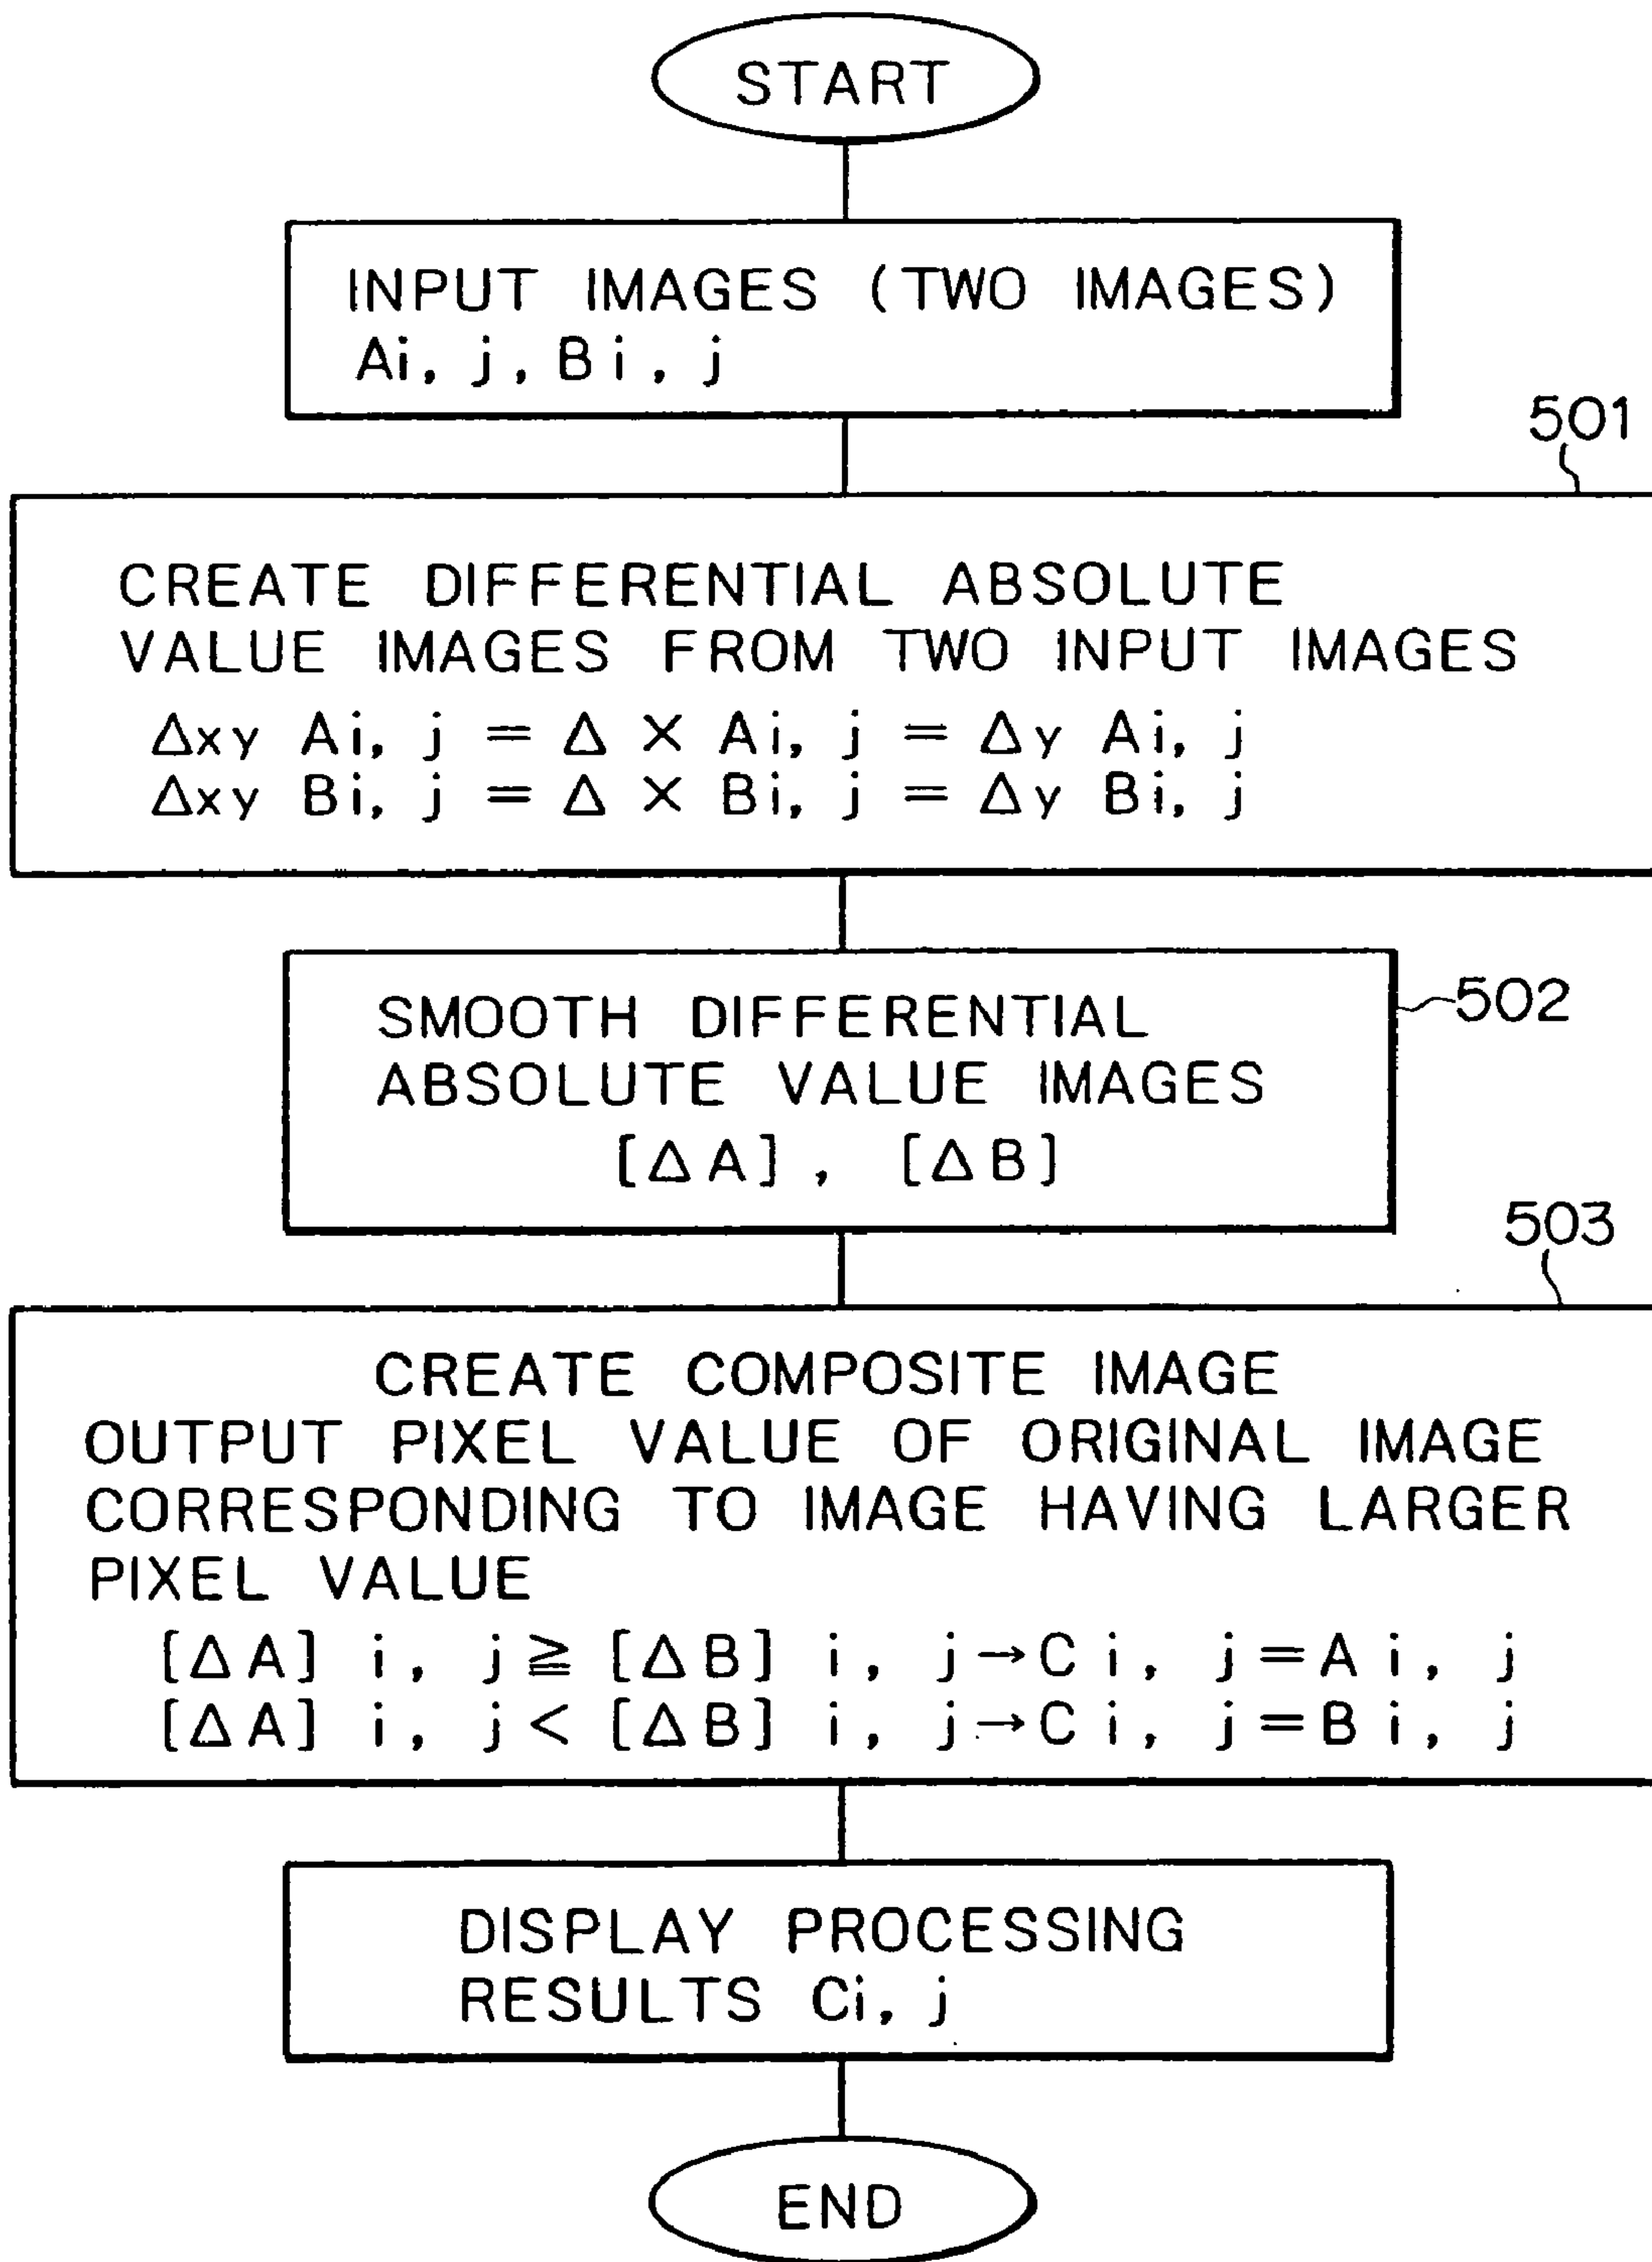 START
INPUT IMAGES (TWO IMAGES)
Ai, j, Bi, j
501
CREATE DIFFERENTIAL ABSOLUTE
VALUE IMAGES FROM TWO INPUT IMAGES
Δxy Ai, j = Δ × Ai, j = Δy Ai, j
Δxy Bi, j = Δ × Bi, j = Δy Bi, j
502
SMOOTH DIFFERENTIAL
ABSOLUTE VALUE IMAGES
[ΔA], [ΔB]
503
CREATE COMPOSITE IMAGE
OUTPUT PIXEL VALUE OF ORIGINAL IMAGE
CORRESPONDING TO IMAGE HAVING LARGER
PIXEL VALUE
[ΔA] i, j ≧ [ΔB] i, j → C i, j = A i, j
[ΔA] i, j < [ΔB] i, j → C i, j = B i, j
DISPLAY PROCESSING
RESULTS Ci, j
END